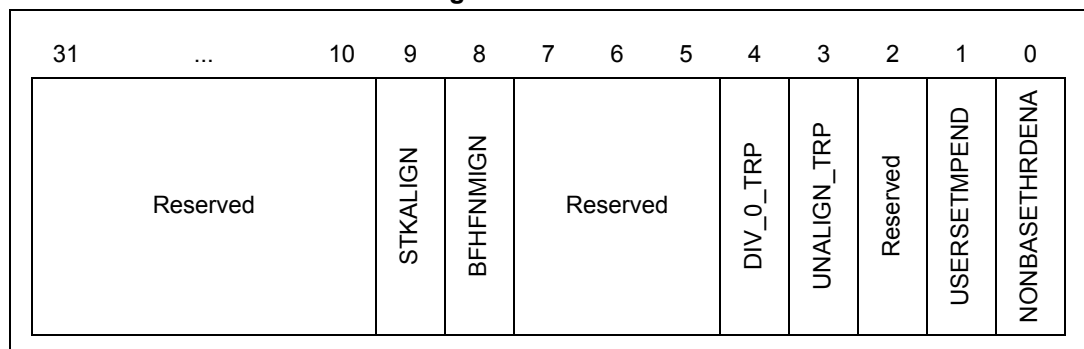 31 ... 10 9 8 7 6 5 4 3 2 1 0
Reserved
STKALIGN
BFHFNMIGN
Reserved
DIV_0_TRP
UNALIGN_TRP
Reserved
USERSETMPEND
NONBASETHRDENA